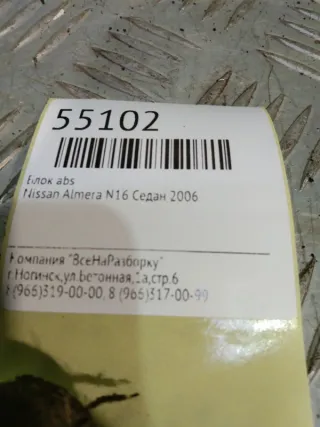 55102
Блок abs
Nissan Almera N16 Седан 2006
Компания "ВсеНаРазборку"
г.Ногинск,ул.Бетонная,2а,стр.6
8(965)319-00-00, 8 (965)317-00-99